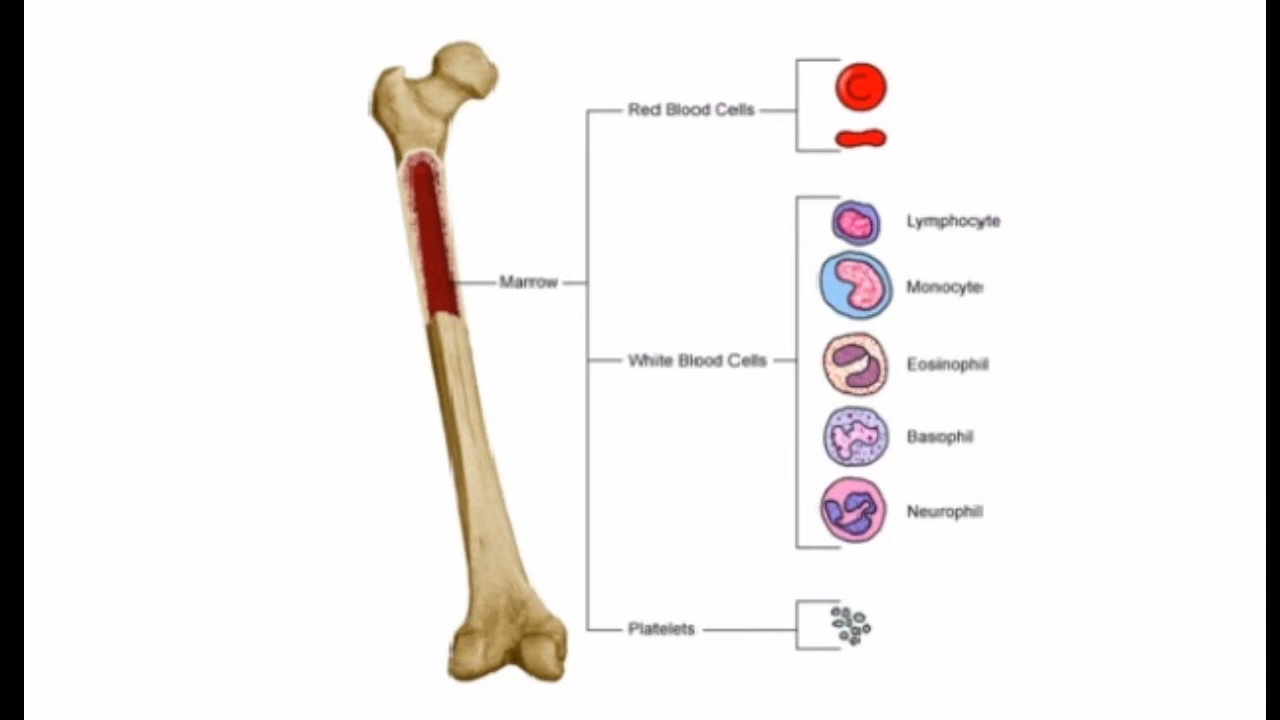 Red Blood Cells
Lymphocyte
Monocyte
Marrow
White Blood Cells
Eosinophil
Basophil
Neurophil
Platelets